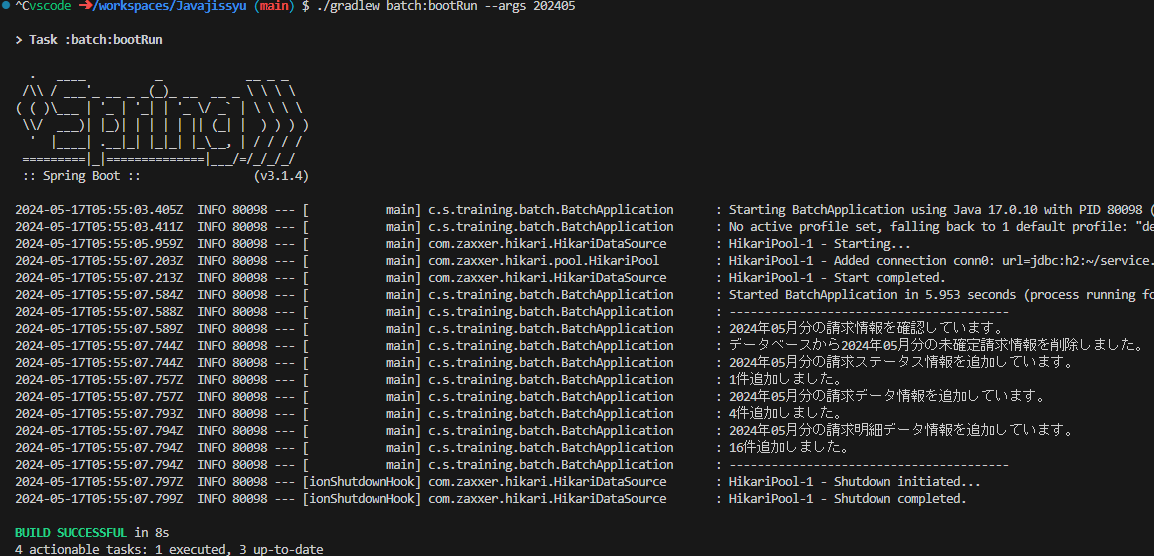 ^Cvscode ➜/workspaces/Javajissyu (main) $ ./gradlew batch:bootRun --args 202405
> Task :batch:bootRun
  .   ____          _            __ _ _
 /\\ / ___'_ __ _ _(_)_ __  __ _ \ \ \ \
( ( )\___ | '_ | '_| | '_ \/ _` | \ \ \ \
 \\/  ___)| |_)| | | | | || (_| |  ) ) ) )
  '  |____| .__|_| |_|_| |_\__, | / / / /
 =========|_|==============|___/=/_/_/_/
 :: Spring Boot ::                (v3.1.4)
2024-05-17T05:55:03.405Z  INFO 80098 --- [           main] c.s.training.batch.BatchApplication      : Starting BatchApplication using Java 17.0.10 with PID 80098 (
2024-05-17T05:55:03.411Z  INFO 80098 --- [           main] c.s.training.batch.BatchApplication      : No active profile set, falling back to 1 default profile: "de
2024-05-17T05:55:05.959Z  INFO 80098 --- [           main] com.zaxxer.hikari.HikariDataSource       : HikariPool-1 - Starting...
2024-05-17T05:55:07.203Z  INFO 80098 --- [           main] com.zaxxer.hikari.pool.HikariPool        : HikariPool-1 - Added connection conn0: url=jdbc:h2:~/service.
2024-05-17T05:55:07.213Z  INFO 80098 --- [           main] com.zaxxer.hikari.HikariDataSource       : HikariPool-1 - Start completed.
2024-05-17T05:55:07.584Z  INFO 80098 --- [           main] c.s.training.batch.BatchApplication      : Started BatchApplication in 5.953 seconds (process running fo
2024-05-17T05:55:07.588Z  INFO 80098 --- [           main] c.s.training.batch.BatchApplication      : ----------------------------------------
2024-05-17T05:55:07.589Z  INFO 80098 --- [           main] c.s.training.batch.BatchApplication      : 2024年05月分の請求情報を確認しています。
2024-05-17T05:55:07.744Z  INFO 80098 --- [           main] c.s.training.batch.BatchApplication      : データベースから2024年05月分の未確定請求情報を削除しました。
2024-05-17T05:55:07.744Z  INFO 80098 --- [           main] c.s.training.batch.BatchApplication      : 2024年05月分の請求ステータス情報を追加しています。
2024-05-17T05:55:07.757Z  INFO 80098 --- [           main] c.s.training.batch.BatchApplication      : 1件追加しました。
2024-05-17T05:55:07.757Z  INFO 80098 --- [           main] c.s.training.batch.BatchApplication      : 2024年05月分の請求データ情報を追加しています。
2024-05-17T05:55:07.793Z  INFO 80098 --- [           main] c.s.training.batch.BatchApplication      : 4件追加しました。
2024-05-17T05:55:07.794Z  INFO 80098 --- [           main] c.s.training.batch.BatchApplication      : 2024年05月分の請求明細データ情報を追加しています。
2024-05-17T05:55:07.794Z  INFO 80098 --- [           main] c.s.training.batch.BatchApplication      : 16件追加しました。
2024-05-17T05:55:07.794Z  INFO 80098 --- [           main] c.s.training.batch.BatchApplication      : ----------------------------------------
2024-05-17T05:55:07.797Z  INFO 80098 --- [ionShutdownHook] com.zaxxer.hikari.HikariDataSource       : HikariPool-1 - Shutdown initiated...
2024-05-17T05:55:07.799Z  INFO 80098 --- [ionShutdownHook] com.zaxxer.hikari.HikariDataSource       : HikariPool-1 - Shutdown completed.
BUILD SUCCESSFUL in 8s
4 actionable tasks: 1 executed, 3 up-to-date